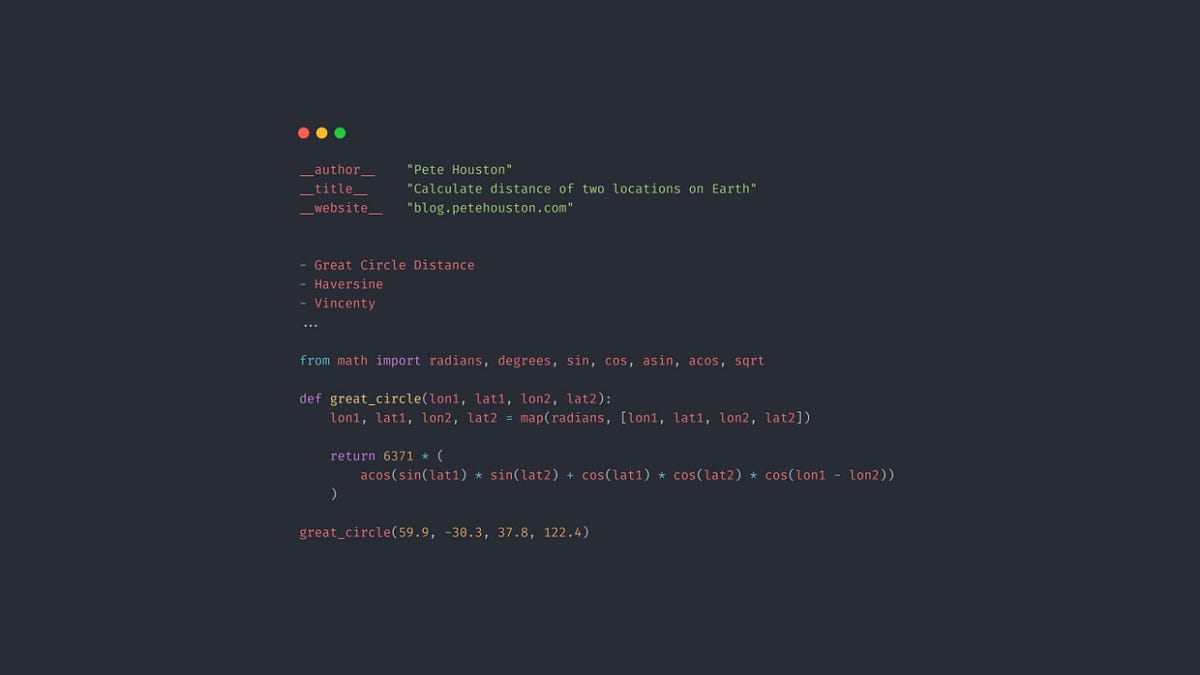 __author__    "Pete Houston"
__title__     "Calculate distance of two locations on Earth"
__website__   "blog.petehouston.com"
- Great Circle Distance
- Haversine
- Vincenty
...
from math import radians, degrees, sin, cos, asin, acos, sqrt
def great_circle(lon1, lat1, lon2, lat2):
    lon1, lat1, lon2, lat2 = map(radians, [lon1, lat1, lon2, lat2])
    return 6371 * (
        acos(sin(lat1) * sin(lat2) + cos(lat1) * cos(lat2) * cos(lon1 - lon2))
    )
great_circle(59.9, -30.3, 37.8, 122.4)